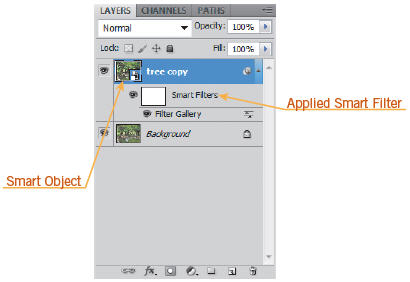 LAYERS CHANNELS PATHS
Normal Opacity: 100%
Lock: Fill: 100%
tree copy
Smart Filters
Applied Smart Filter
Filter Gallery
Background
Smart Object
fx.